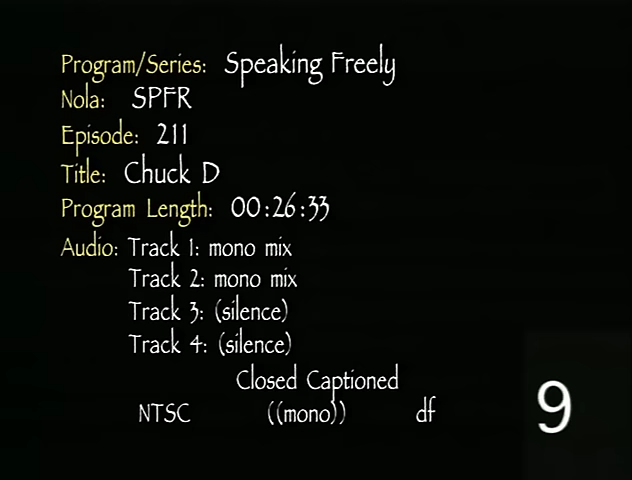 Program/Series: Speaking Freely
Nola: SPFR
Episode: 211
Title: Chuck D
Program Length: 00:26:33
Audio: Track 1: mono mix
Track 2: mono mix
Track 3: (silence)
Track 4: (silence)
Closed Captioned
NTSC ((mono)) df
9